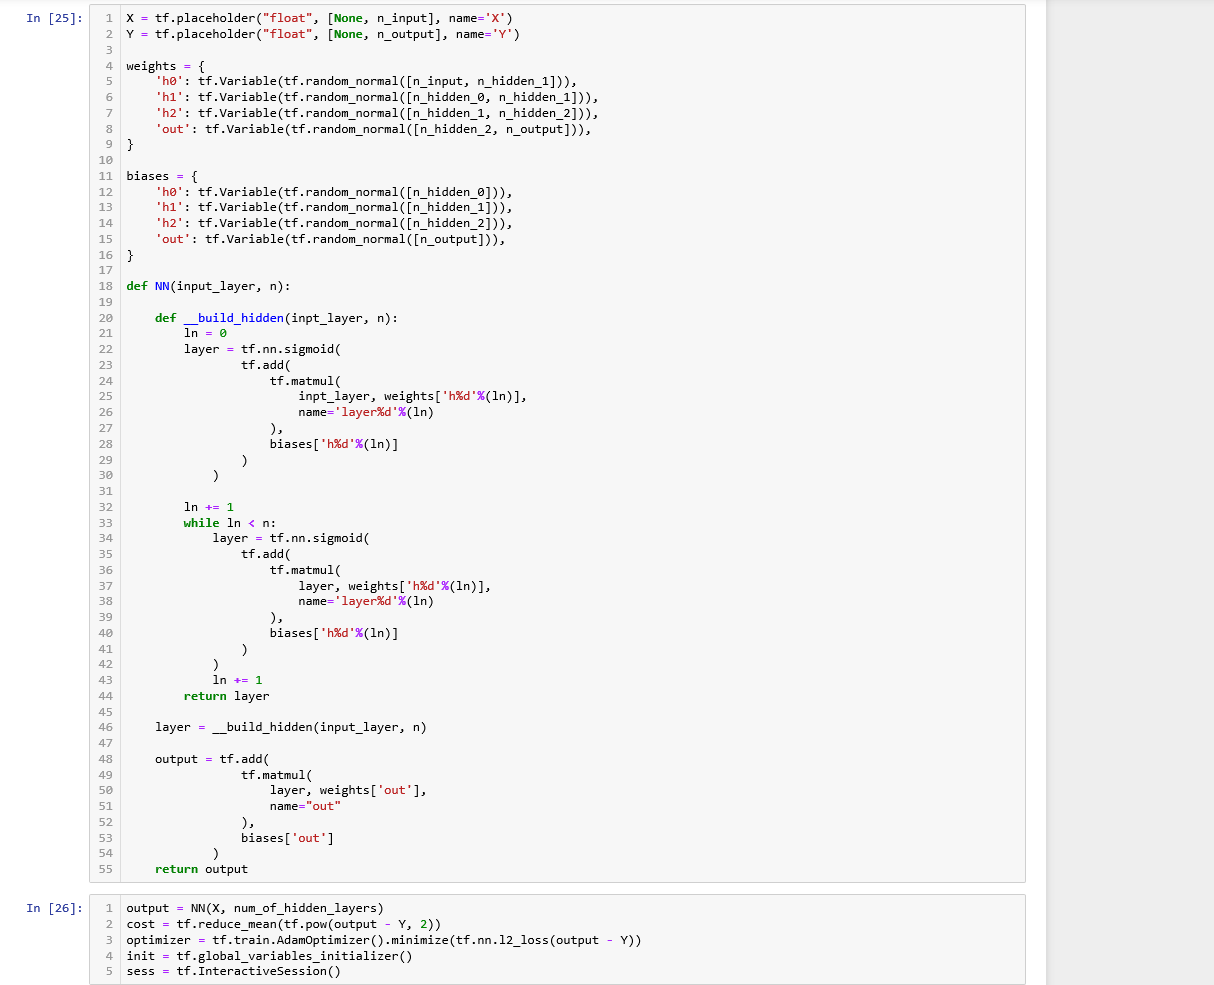 In [25]:
1 X = tf.placeholder("float", [None, n_input], name='X')
2 Y = tf.placeholder("float", [None, n_output], name='Y')
3
4 weights = {
5     'h0': tf.Variable(tf.random_normal([n_input, n_hidden_1])),
6     'h1': tf.Variable(tf.random_normal([n_hidden_0, n_hidden_1])),
7     'h2': tf.Variable(tf.random_normal([n_hidden_1, n_hidden_2])),
8     'out': tf.Variable(tf.random_normal([n_hidden_2, n_output])),
9 }
10
11 biases = {
12     'h0': tf.Variable(tf.random_normal([n_hidden_0])),
13     'h1': tf.Variable(tf.random_normal([n_hidden_1])),
14     'h2': tf.Variable(tf.random_normal([n_hidden_2])),
15     'out': tf.Variable(tf.random_normal([n_output])),
16 }
17
18 def NN(input_layer, n):
19
20     def __build_hidden(inpt_layer, n):
21         ln = 0
22         layer = tf.nn.sigmoid(
23                 tf.add(
24                     tf.matmul(
25                         inpt_layer, weights['h%d'%(ln)],
26                         name='layer%d'%(ln)
27                     ),
28                     biases['h%d'%(ln)]
29                 )
30             )
31
32         ln += 1
33         while ln < n:
34             layer = tf.nn.sigmoid(
35                 tf.add(
36                     tf.matmul(
37                         layer, weights['h%d'%(ln)],
38                         name='layer%d'%(ln)
39                     ),
40                     biases['h%d'%(ln)]
41                 )
42             )
43             ln += 1
44         return layer
45
46     layer = __build_hidden(input_layer, n)
47
48     output = tf.add(
49                 tf.matmul(
50                     layer, weights['out'],
51                     name="out"
52                 ),
53                 biases['out']
54             )
55     return output
In [26]:
1 output = NN(X, num_of_hidden_layers)
2 cost = tf.reduce_mean(tf.pow(output - Y, 2))
3 optimizer = tf.train.AdamOptimizer().minimize(tf.nn.l2_loss(output - Y))
4 init = tf.global_variables_initializer()
5 sess = tf.InteractiveSession()